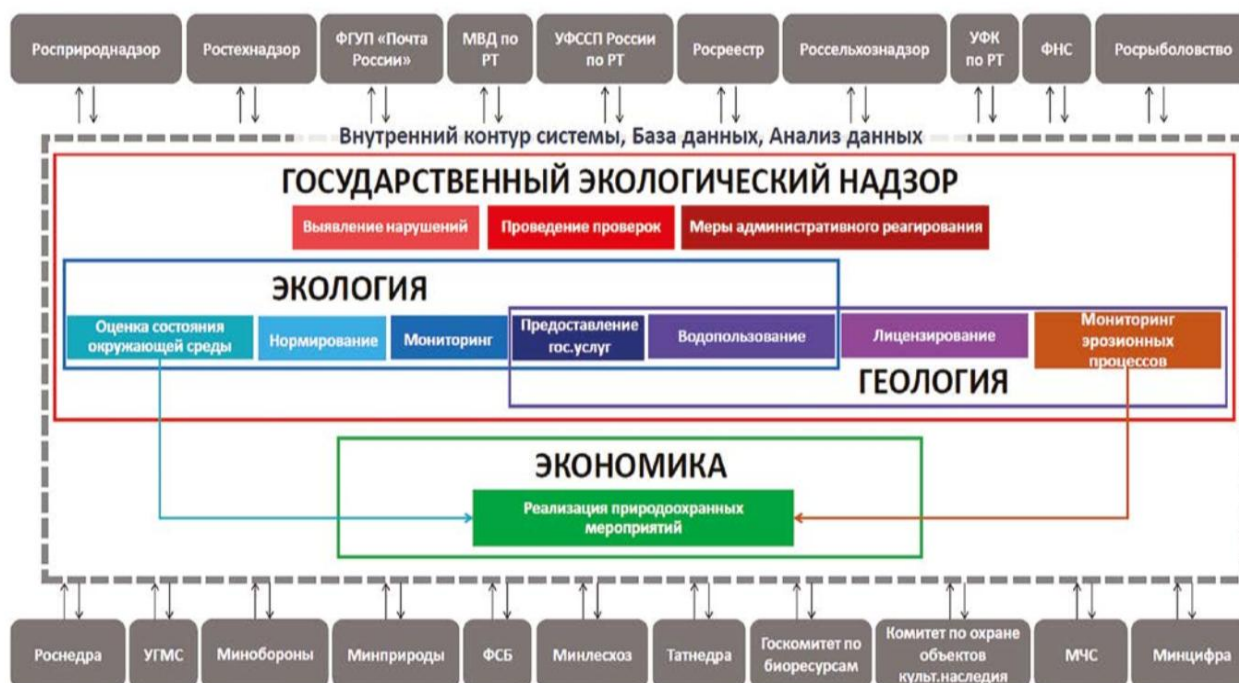 Росприроднадзор
Ростехнадзор
ФГУП «Почта
России»
МВД по
РТ
УФССП России
по РТ
Росреестр
Россельхознадзор
УФК
по РТ
ФНС
Росрыболовство
Внутренний контур системы, База данных, Анализ данных
ГОСУДАРСТВЕННЫЙ ЭКОЛОГИЧЕСКИЙ НАДЗОР
Выявление нарушений
Проведение проверок
Меры административного реагирования
ЭКОЛОГИЯ
Оценка состояния
окружающей среды
Нормирование
Мониторинг
Предоставление
гос.услуг
Водопользование
Лицензирование
Мониторинг
эрозионных
процессов
ГЕОЛОГИЯ
ЭКОНОМИКА
Реализация природоохранных
мероприятий
Роснедра
УГМС
Минобороны
Минприроды
ФСБ
Минлесхоз
Татнедра
Госкомитет по
биоресурсам
Комитет по охране
объектов
культ.наследия
МЧС
Минцифра